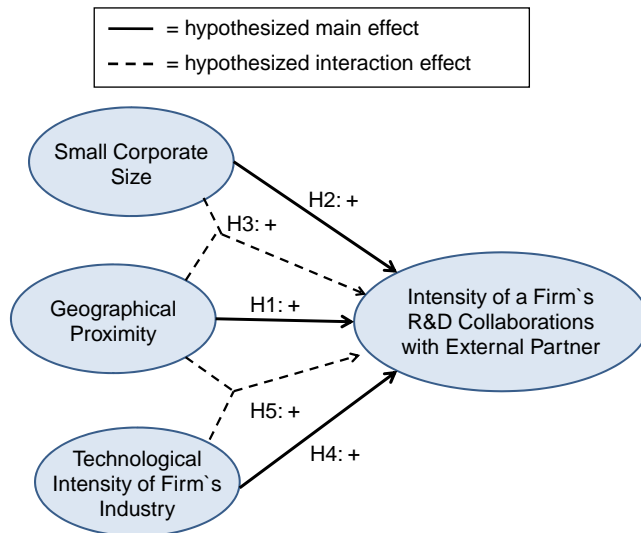 = hypothesized main effect
= hypothesized interaction effect
Small Corporate
Size
H2: +
H3: +
Geographical
Proximity
H1: +
Intensity of a Firm`s
R&D Collaborations
with External Partner
H5: +
H4: +
Technological
Intensity of Firm`s
Industry